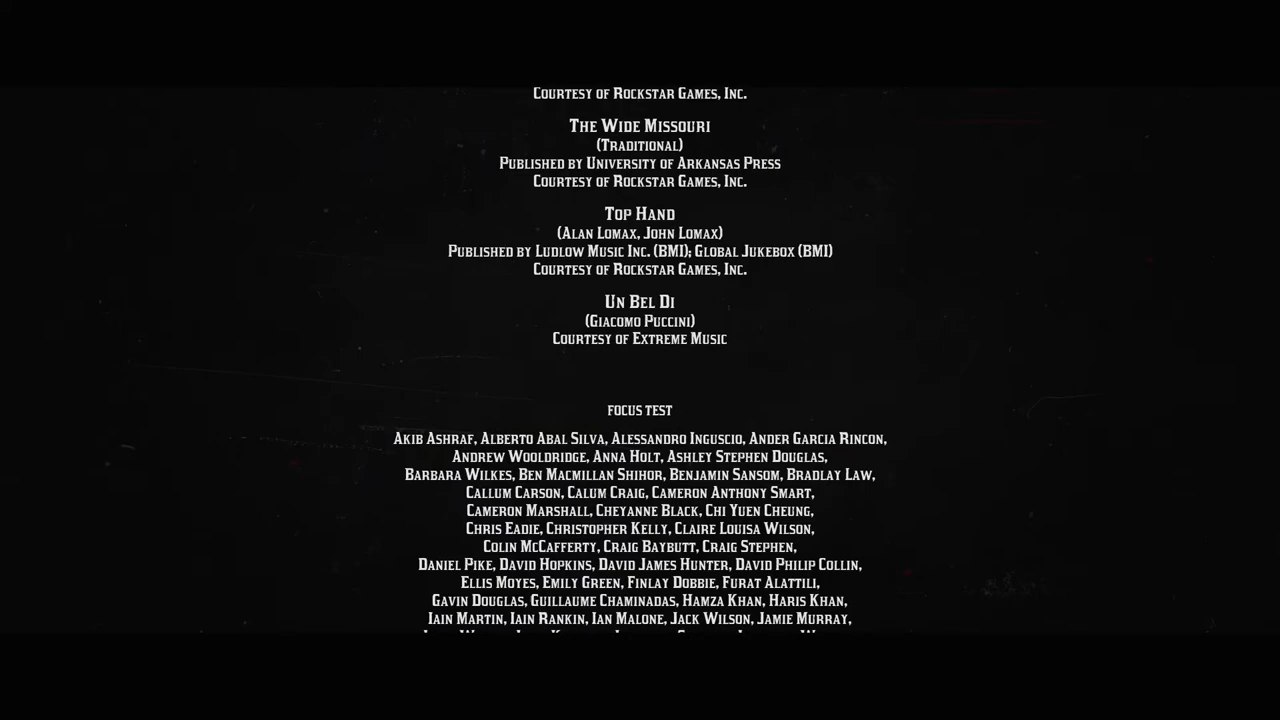 Courtesy of Rockstar Games, Inc.
The Wide Missouri
(Traditional)
Published by University of Arkansas Press
Courtesy of Rockstar Games, Inc.
Top Hand
(Alan Lomax, John Lomax)
Published by Ludlow Music Inc. (BMI); Global Jukebox (BMI)
Courtesy of Rockstar Games, Inc.
Un Bel Di
(Giacomo Puccini)
Courtesy of Extreme Music
FOCUS TEST
Akib Ashraf, Alberto Abal Silva, Alessandro Inguscio, Ander Garcia Rincon,
Andrew Wooldridge, Anna Holt, Ashley Stephen Douglas,
Barbara Wilkes, Ben Macmillan Shihor, Benjamin Sansom, Bradlay Law,
Callum Carson, Calum Craig, Cameron Anthony Smart,
Cameron Marshall, Cheyanne Black, Chi Yuen Cheung,
Chris Eadie, Christopher Kelly, Claire Louisa Wilson,
Colin McCafferty, Craig Baybutt, Craig Stephen,
Daniel Pike, David Hopkins, David James Hunter, David Philip Collin,
Ellis Moyes, Emily Green, Finlay Dobbie, Furat Alattili,
Gavin Douglas, Guillaume Chaminadas, Hamza Khan, Haris Khan,
Iain Martin, Iain Rankin, Ian Malone, Jack Wilson, Jamie Murray,